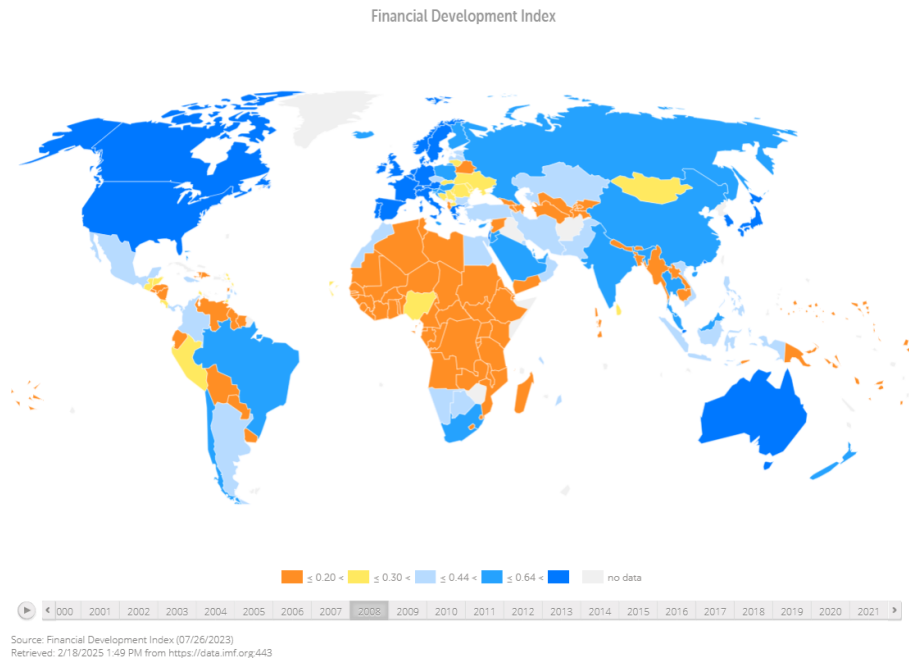 Financial Development Index
≤ 0.20 < ≤ 0.30 < ≤ 0.44 < ≤ 0.64 < no data
000 2001 2002 2003 2004 2005 2006 2007 2008 2009 2010 2011 2012 2013 2014 2015 2016 2017 2018 2019 2020 2021
Source: Financial Development Index (07/26/2023)
Retrieved: 2/18/2025 1:49 PM from https://data.imf.org:443